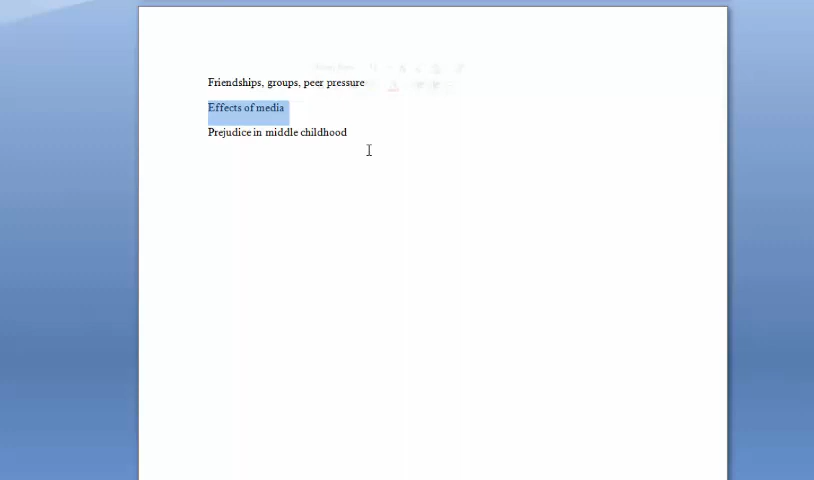 Friendships, groups, peer pressure
Effects of media
Prejudice in middle childhood